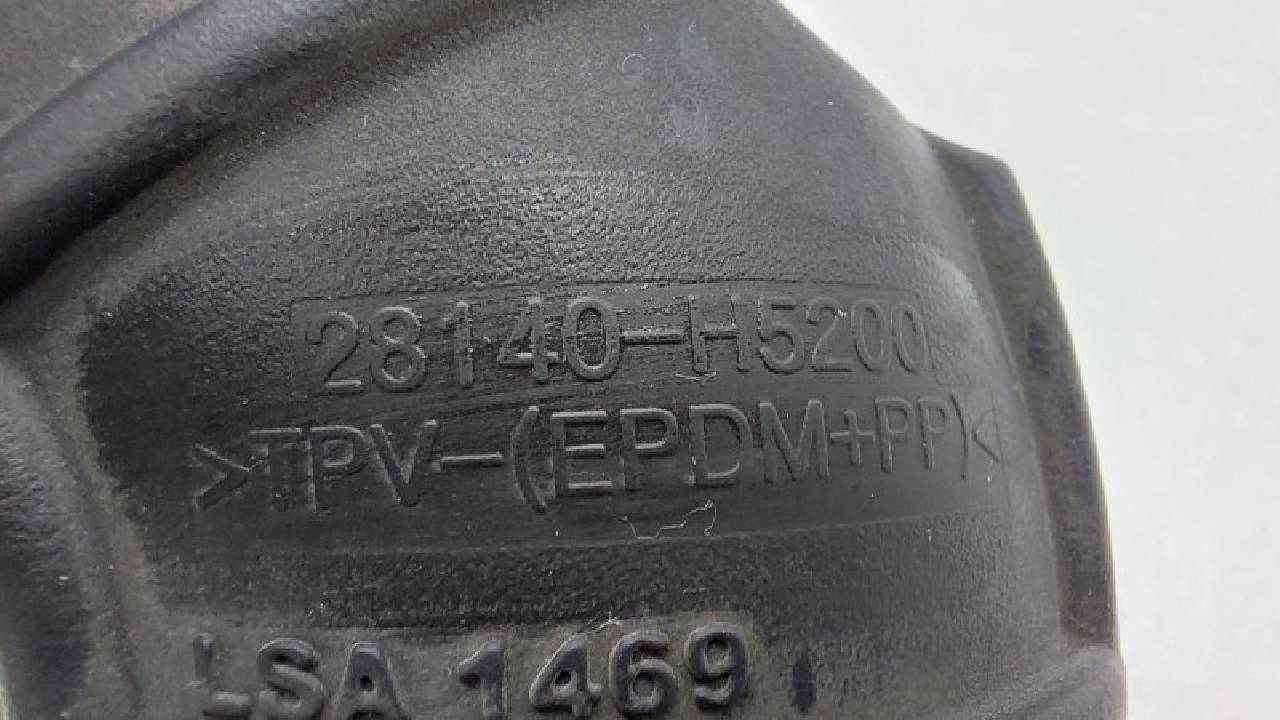 28140-H5200
>TPV-(EPDM+PP)<
LSA 1469